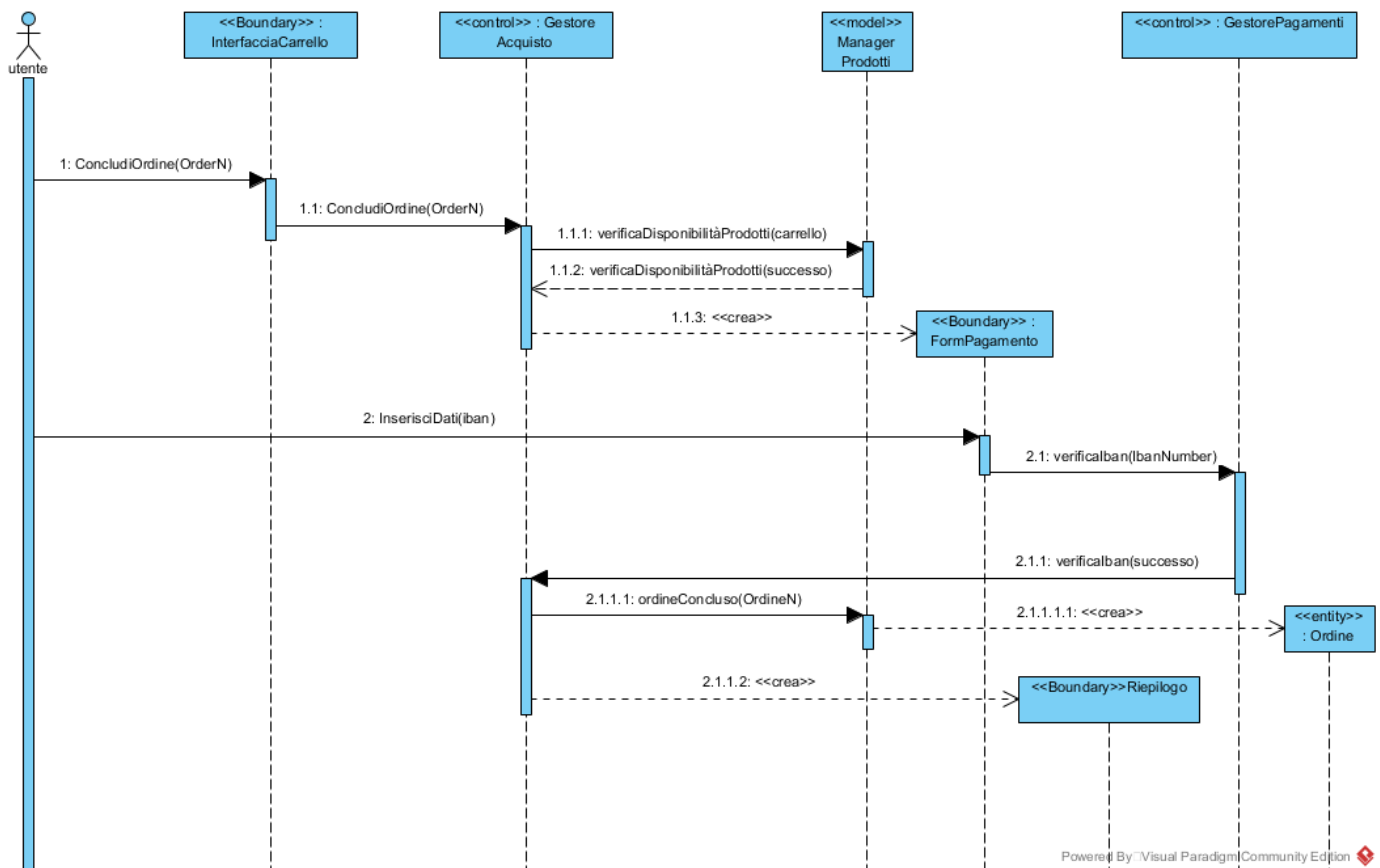 <<Boundary>> :
InterfacciaCarrello
<<control>> : Gestore
Acquisto
<<model>>
Manager
Prodotti
<<control>> : GestorePagamenti
utente
1: ConcludiOrdine(OrderN)
1.1: ConcludiOrdine(OrderN)
1.1.1: verificaDisponibilitàProdotti(carrello)
1.1.2: verificaDisponibilitàProdotti(successo)
1.1.3: <<crea>>
<<Boundary>> :
FormPagamento
2: InserisciDati(iban)
2.1: verificaIban(IbanNumber)
2.1.1: verificaIban(successo)
2.1.1.1: ordineConcluso(OrdineN)
2.1.1.1.1: <<crea>>
<<entity>>
: Ordine
2.1.1.2: <<crea>>
<<Boundary>>Riepilogo
Powered By Visual Paradigm Community Edition